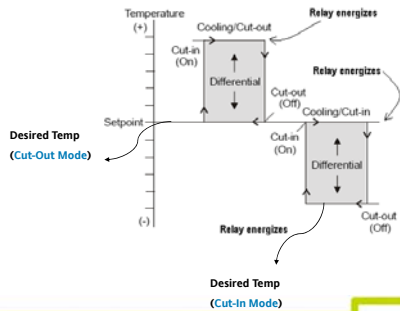 Temperature
(+)
Cooling/Cut-out
Relay energizes
Cut-in
(On)
Differential
Relay energizes
Cut-out
(Off)
Cooling/Cut-in
Setpoint
Cut-in
(On)
Desired Temp
(Cut-Out Mode)
Differential
(-)
Relay energizes
Cut-out
(Off)
Desired Temp
(Cut-In Mode)